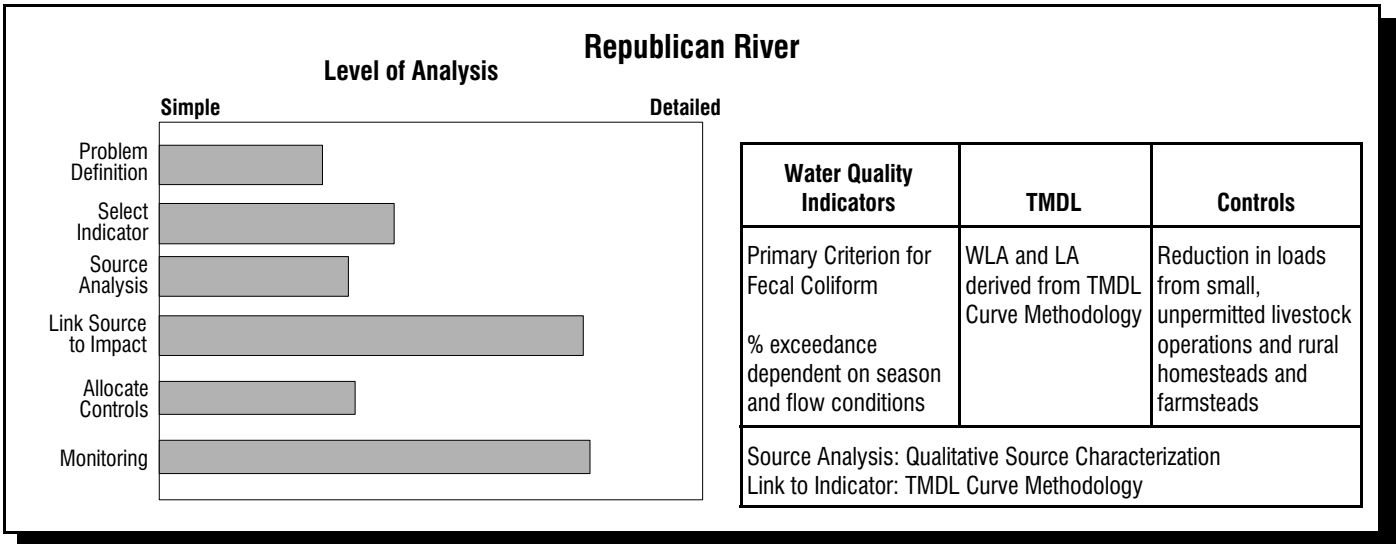 Republican River
Level of Analysis
Simple
Detailed
Problem
Definition
Select
Indicator
Source
Analysis
Link Source
to Impact
Allocate
Controls
Monitoring
Water Quality
Indicators
TMDL
Controls
Primary Criterion for
Fecal Coliform
% exceedance
dependent on season
and flow conditions
WLA and LA
derived from TMDL
Curve Methodology
Reduction in loads
from small,
unpermitted livestock
operations and rural
homesteads and
farmsteads
Source Analysis: Qualitative Source Characterization
Link to Indicator: TMDL Curve Methodology